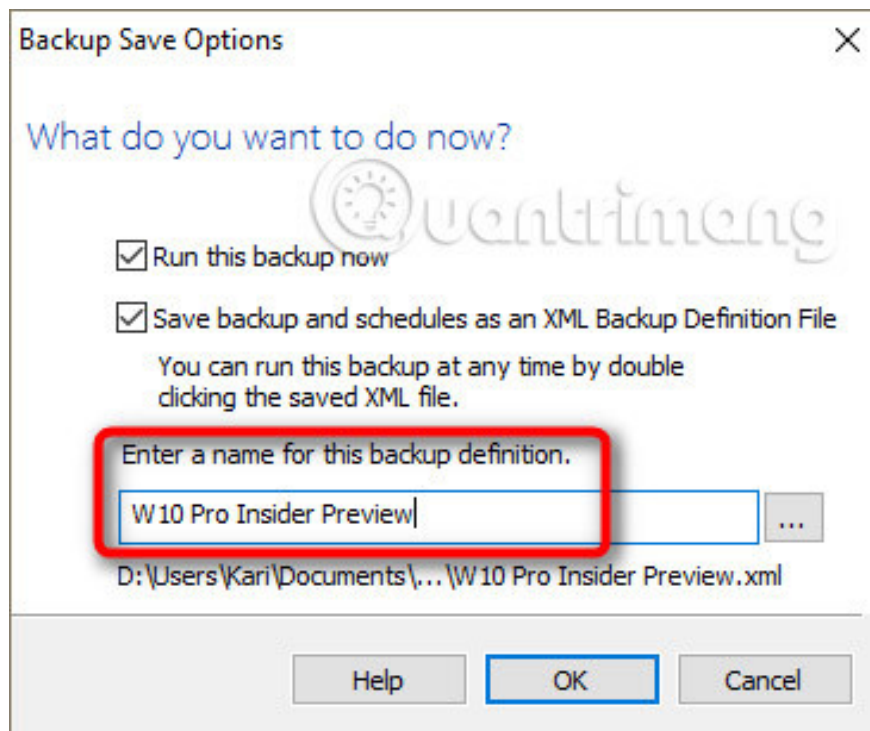 Backup Save Options
What do you want to do now?
Quantrimang
Run this backup now
Save backup and schedules as an XML Backup Definition File
You can run this backup at any time by double
clicking the saved XML file.
Enter a name for this backup definition.
W10 Pro Insider Preview
...
D:\Users\Kari\Documents\...\W10 Pro Insider Preview.xml
Help OK Cancel